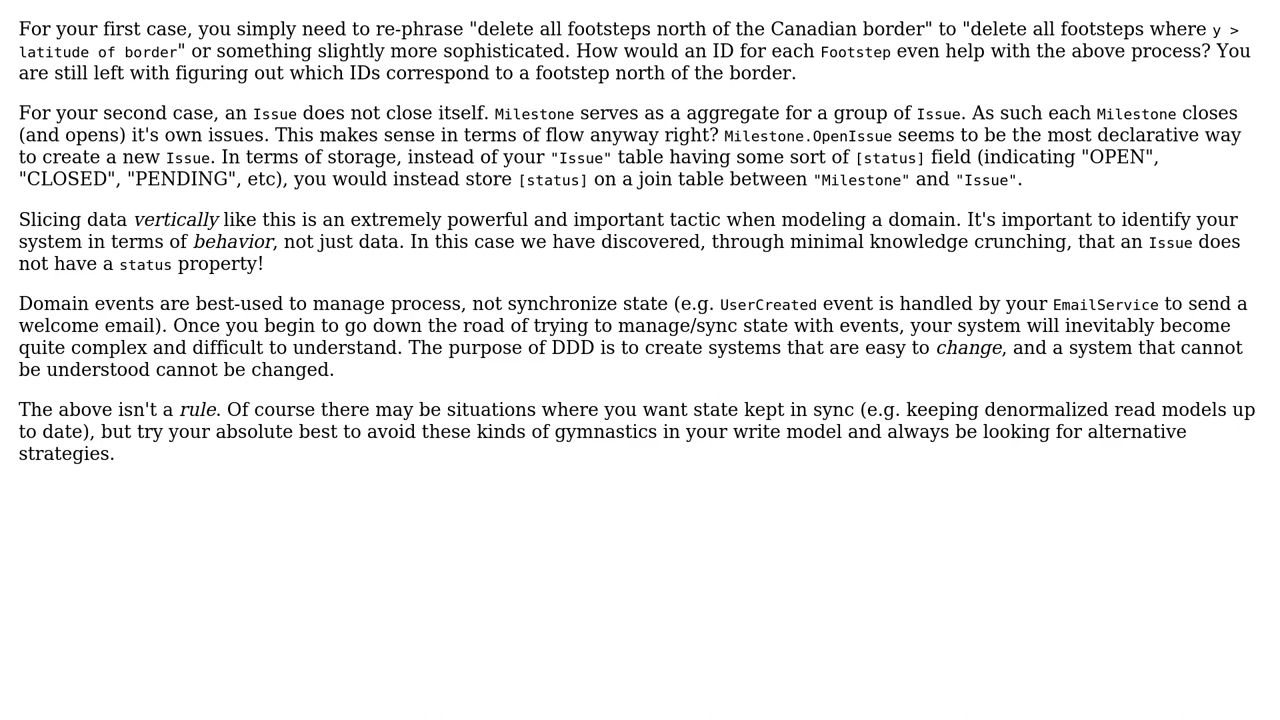 For your first case, you simply need to re-phrase "delete all footsteps north of the Canadian border" to "delete all footsteps where y >
latitude of border" or something slightly more sophisticated. How would an ID for each Footstep even help with the above process? You
are still left with figuring out which IDs correspond to a footstep north of the border.
For your second case, an Issue does not close itself. Milestone serves as a aggregate for a group of Issue. As such each Milestone closes
(and opens) it's own issues. This makes sense in terms of flow anyway right? Milestone.OpenIssue seems to be the most declarative way
to create a new Issue. In terms of storage, instead of your "Issue" table having some sort of [status] field (indicating "OPEN",
"CLOSED", "PENDING", etc), you would instead store [status] on a join table between "Milestone" and "Issue".
Slicing data vertically like this is an extremely powerful and important tactic when modeling a domain. It's important to identify your
system in terms of behavior, not just data. In this case we have discovered, through minimal knowledge crunching, that an Issue does
not have a status property!
Domain events are best-used to manage process, not synchronize state (e.g. UserCreated event is handled by your EmailService to send a
welcome email). Once you begin to go down the road of trying to manage/sync state with events, your system will inevitably become
quite complex and difficult to understand. The purpose of DDD is to create systems that are easy to change, and a system that cannot
be understood cannot be changed.
The above isn't a rule. Of course there may be situations where you want state kept in sync (e.g. keeping denormalized read models up
to date), but try your absolute best to avoid these kinds of gymnastics in your write model and always be looking for alternative
strategies.